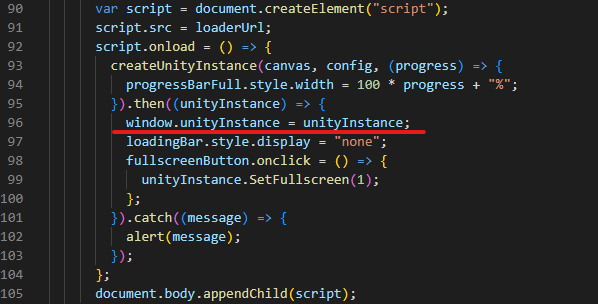 90 var script = document.createElement("script");
91 script.src = loaderUrl;
92 script.onload = () => {
93 createUnityInstance(canvas, config, (progress) => {
94 progressBarFull.style.width = 100 * progress + "%";
95 }).then((unityInstance) => {
96 window.unityInstance = unityInstance;
97 loadingBar.style.display = "none";
98 fullscreenButton.onclick = () => {
99 unityInstance.SetFullscreen(1);
100 };
101 }).catch((message) => {
102 alert(message);
103 });
104 };
105 document.body.appendChild(script);